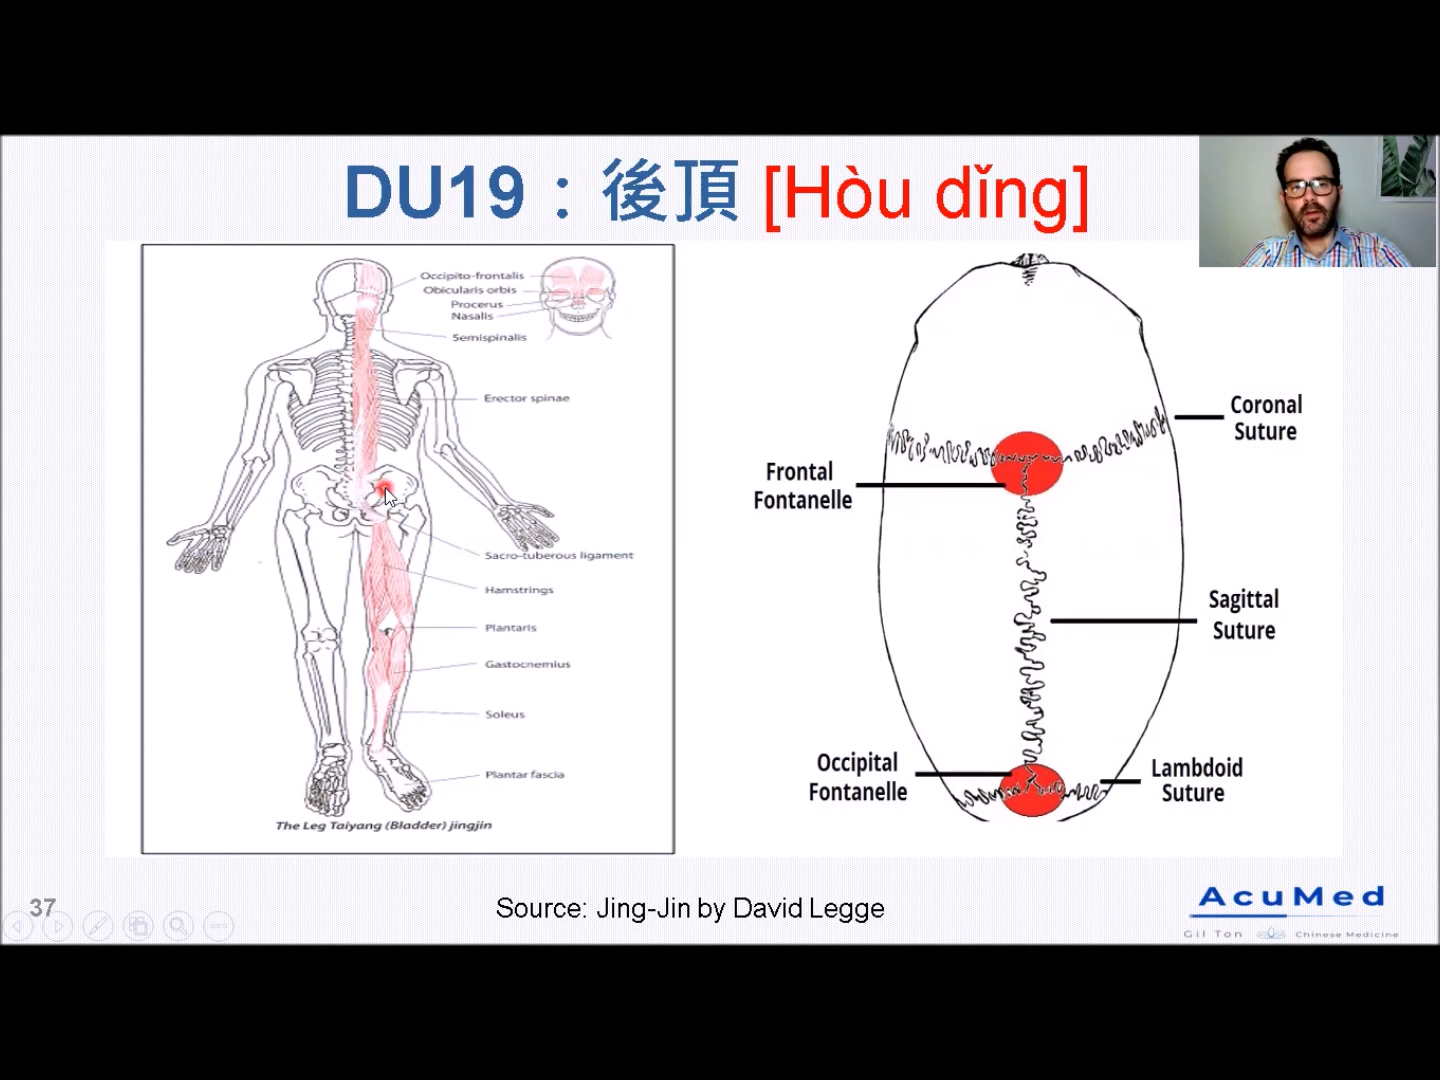 DU19：後頂 [Hòu dǐng]
Occipito-frontalis
Obicularis orbis
Procerus
Nasalis
Semispinalis
Erector spinae
Sacro-tuberous ligament
Hamstrings
Plantaris
Gastocnemius
Soleus
Plantar fascia
The Leg Taiyang (Bladder) jingjin
Coronal
Suture
Frontal
Fontanelle
Sagittal
Suture
Occipital
Fontanelle
Lambdoid
Suture
37
Source: Jing-Jin by David Legge
AcuMed
Gil Ton Chinese Medicine